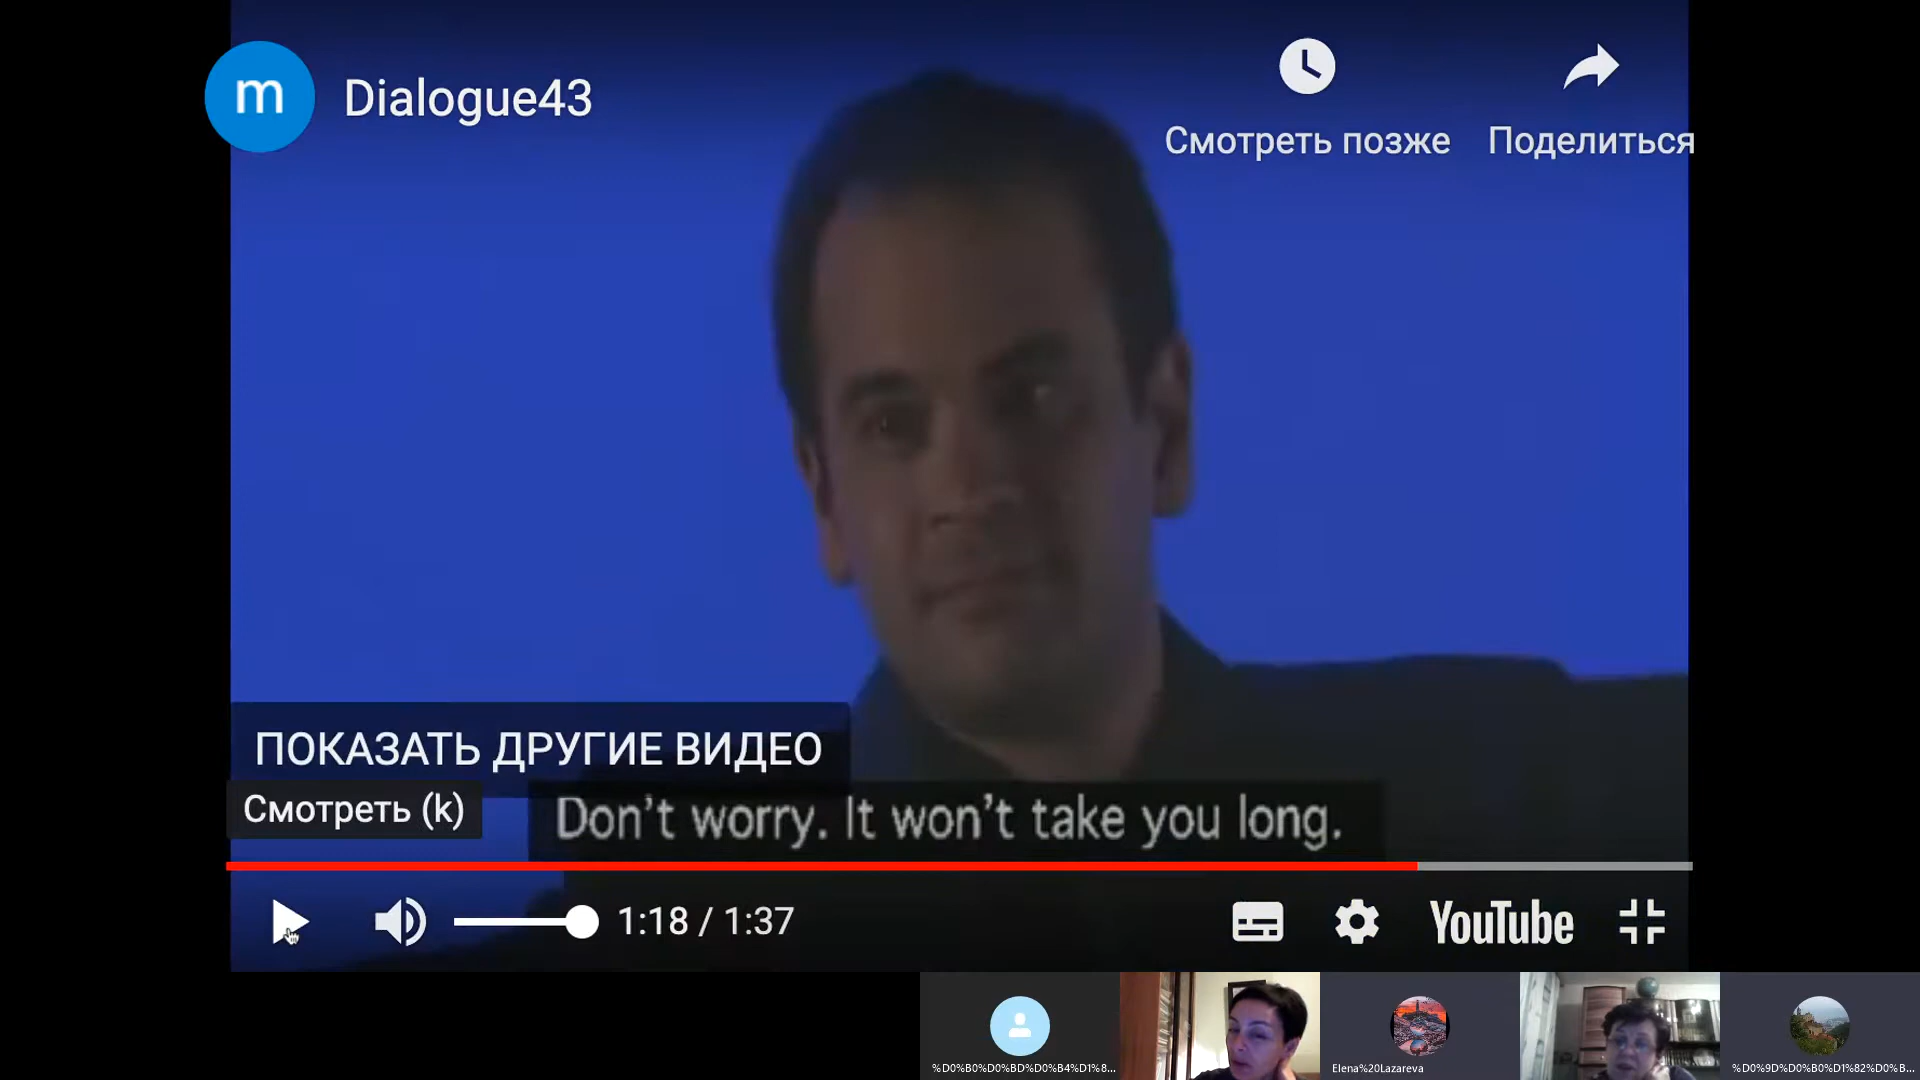 m
Dialogue43
Смотреть позже
Поделиться
ПОКАЗАТЬ ДРУГИЕ ВИДЕО
Смотреть (k)
Don't worry. It won't take you long.
1:18 / 1:37
YouTube
%D0%B0%D0%BD%D0%B4%D1%8...
Elena%20Lazareva
%D0%9D%D0%B0%D1%82%D0%B...